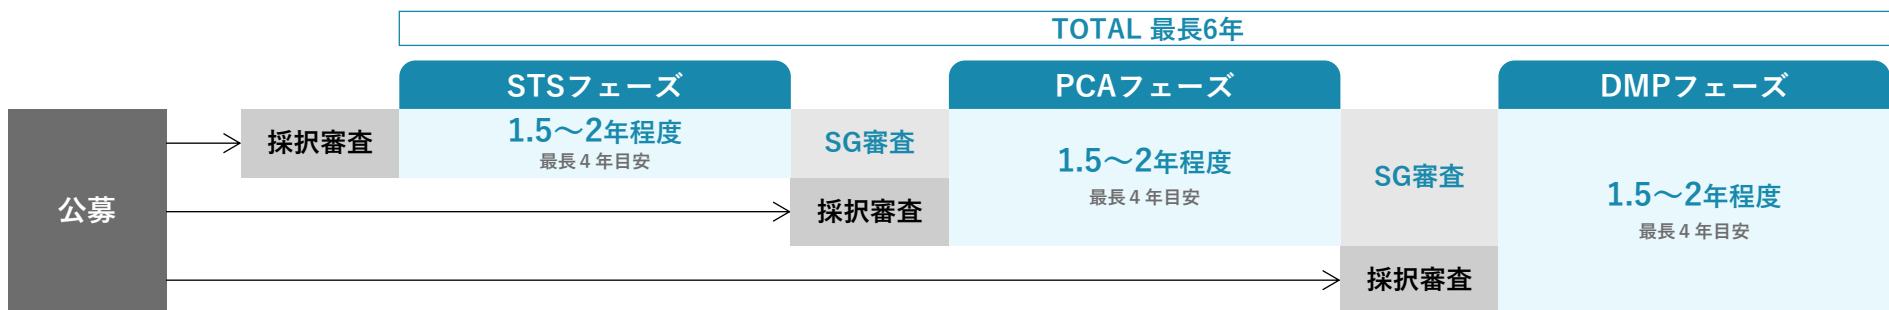 TOTAL 最長6年
STSフェーズ
PCAフェーズ
DMPフェーズ
公募
採択審査
1.5〜2年程度
最長4年目安
SG審査
採択審査
1.5〜2年程度
最長4年目安
SG審査
採択審査
1.5〜2年程度
最長4年目安